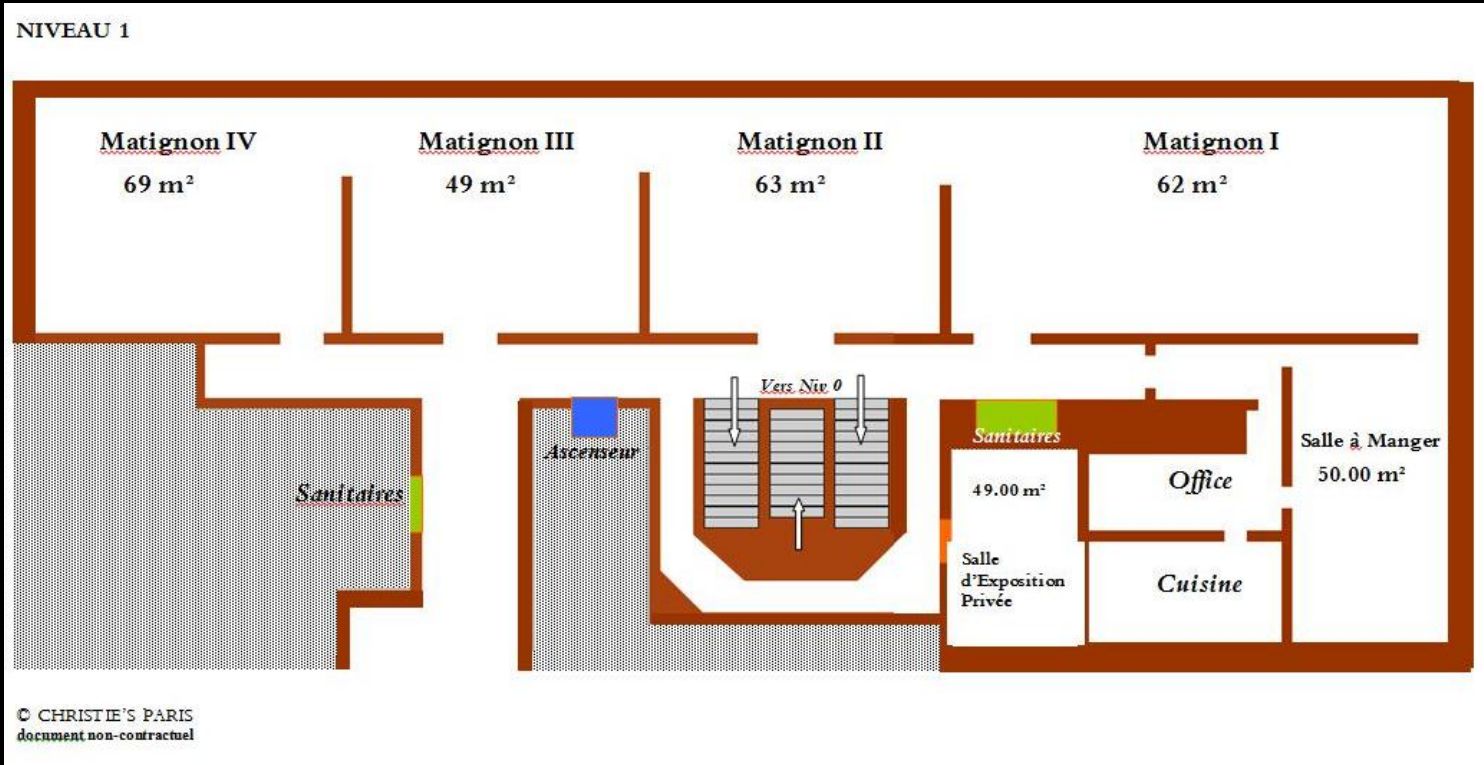 NIVEAU 1
Matignon IV
69 m²
Matignon III
49 m²
Matignon II
63 m²
Matignon I
62 m²
Vers Niv 0
Sanitaires
Ascenseur
Sanitaires
49.00 m²
Salle
d'Exposition
Privée
Office
Cuisine
Salle à Manger
50.00 m²
© CHRISTIE'S PARIS
document non-contractuel